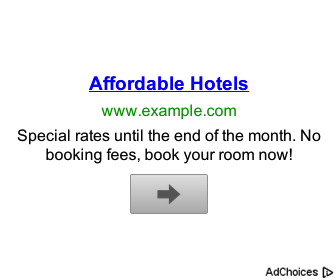 Affordable Hotels
www.example.com
Special rates until the end of the month. No
booking fees, book your room now!
AdChoices